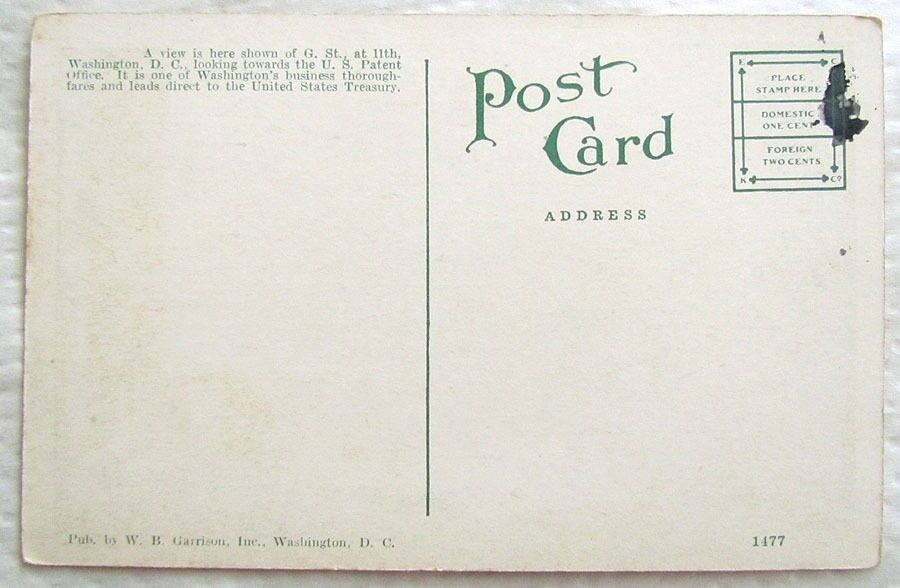 A view is here shown of G. St., at 11th,
Washington, D. C., looking towards the U. S. Patent
Office. It is one of Washington's business thorough-
fares and leads direct to the United States Treasury.
Post
Card
ADDRESS
E C
PLACE
STAMP HERE
DOMESTIC
ONE CENT
FOREIGN
TWO CENTS
K Co
Pub. by W. B. Garrison, Inc., Washington, D. C.
1477